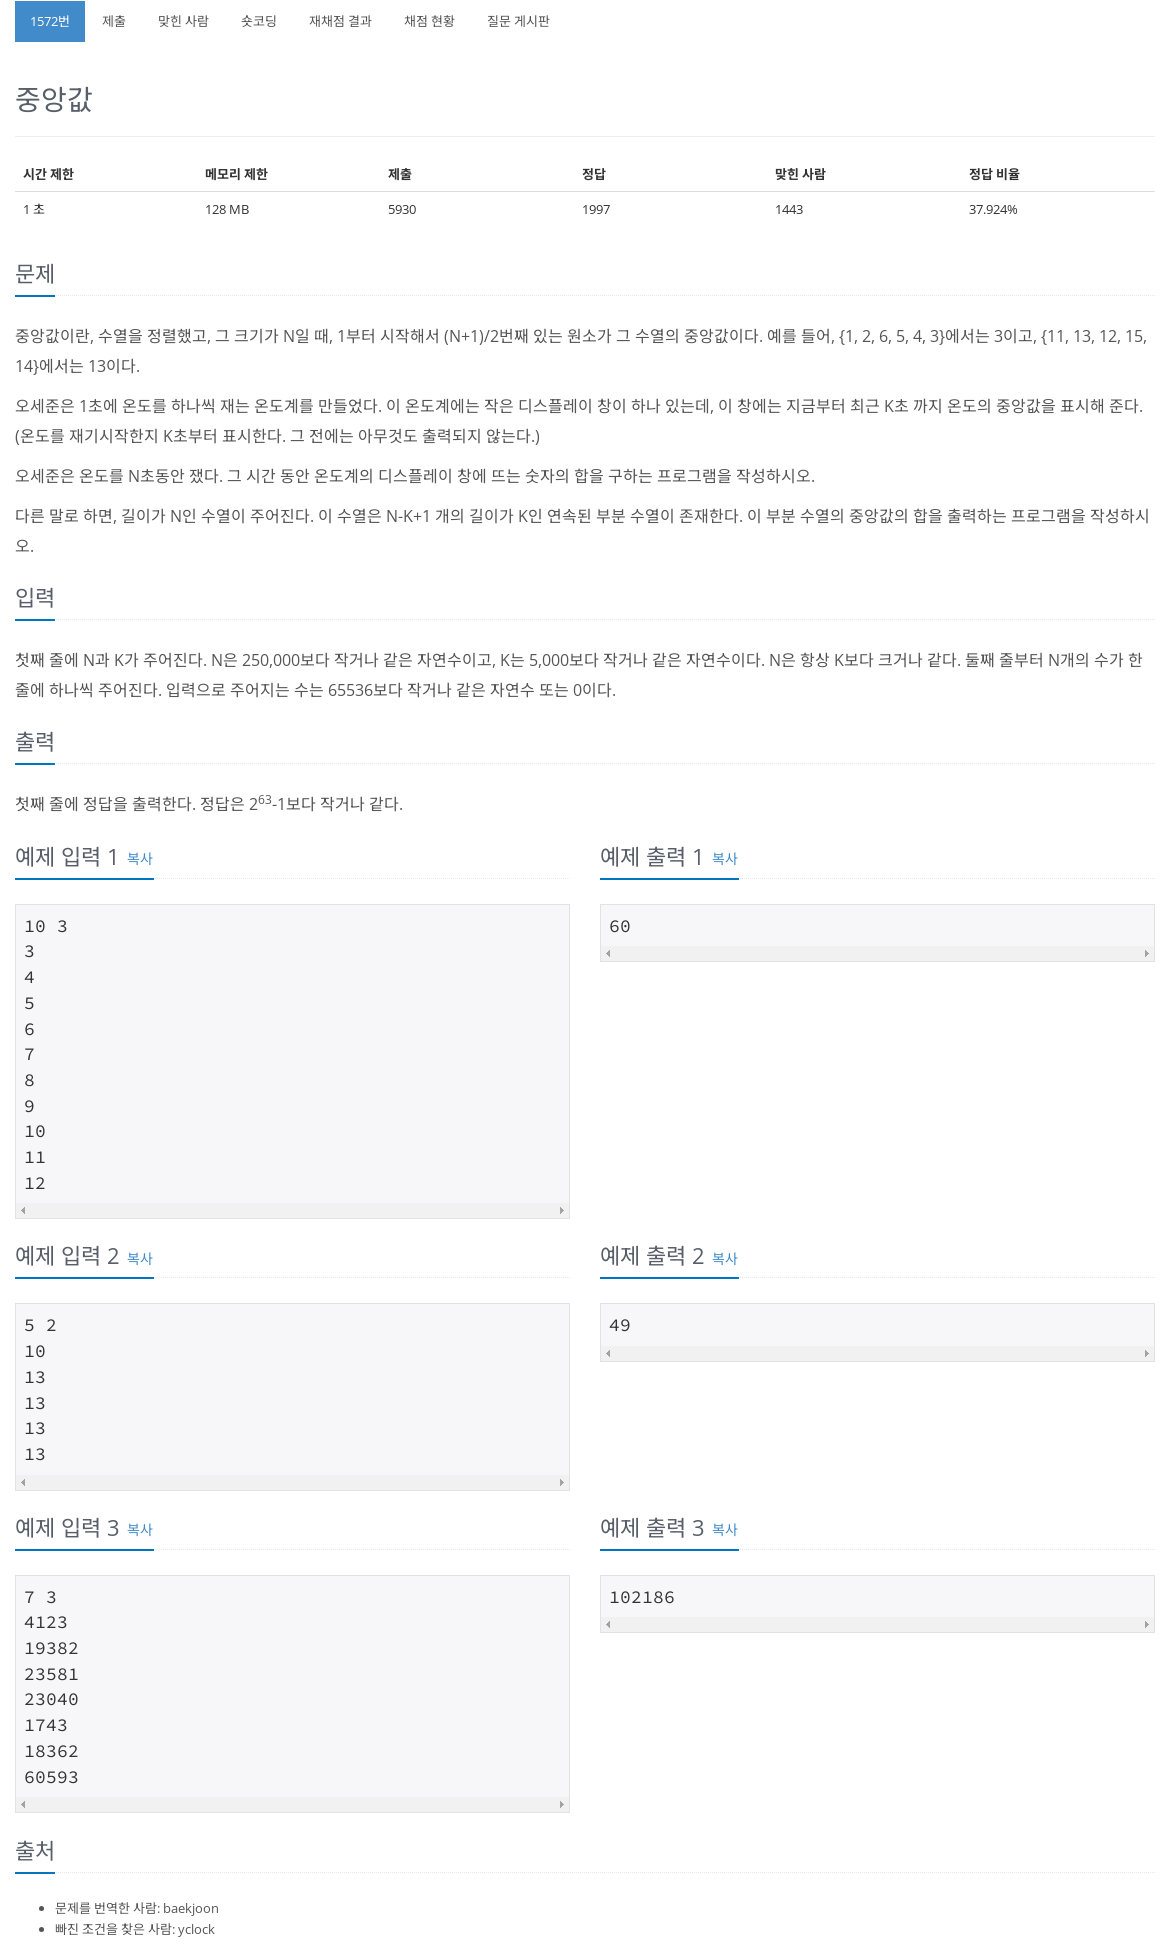 1572번 제출 맞힌 사람 숏코딩 재채점 결과 채점 현황 질문 게시판
중앙값
시간 제한 메모리 제한 제출 정답 맞힌 사람 정답 비율
1 초 128 MB 5930 1997 1443 37.924%
문제
중앙값이란, 수열을 정렬했고, 그 크기가 N일 때, 1부터 시작해서 (N+1)/2번째 있는 원소가 그 수열의 중앙값이다. 예를 들어, {1, 2, 6, 5, 4, 3}에서는 3이고, {11, 13, 12, 15,
14}에서는 13이다.
오세준은 1초에 온도를 하나씩 재는 온도계를 만들었다. 이 온도계에는 작은 디스플레이 창이 하나 있는데, 이 창에는 지금부터 최근 K초 까지 온도의 중앙값을 표시해 준다.
(온도를 재기시작한지 K초부터 표시한다. 그 전에는 아무것도 출력되지 않는다.)
오세준은 온도를 N초동안 쟀다. 그 시간 동안 온도계의 디스플레이 창에 뜨는 숫자의 합을 구하는 프로그램을 작성하시오.
다른 말로 하면, 길이가 N인 수열이 주어진다. 이 수열은 N-K+1 개의 길이가 K인 연속된 부분 수열이 존재한다. 이 부분 수열의 중앙값의 합을 출력하는 프로그램을 작성하시
오.
입력
첫째 줄에 N과 K가 주어진다. N은 250,000보다 작거나 같은 자연수이고, K는 5,000보다 작거나 같은 자연수이다. N은 항상 K보다 크거나 같다. 둘째 줄부터 N개의 수가 한
줄에 하나씩 주어진다. 입력으로 주어지는 수는 65536보다 작거나 같은 자연수 또는 0이다.
출력
첫째 줄에 정답을 출력한다. 정답은 2^63-1보다 작거나 같다.
예제 입력 1 복사
10 3
3
4
5
6
7
8
9
10
11
12
예제 출력 1 복사
60
예제 입력 2 복사
5 2
10
13
13
13
13
예제 출력 2 복사
49
예제 입력 3 복사
7 3
4123
19382
23581
23040
1743
18362
60593
예제 출력 3 복사
102186
출처
문제를 번역한 사람: baekjoon
빠진 조건을 찾은 사람: yclock